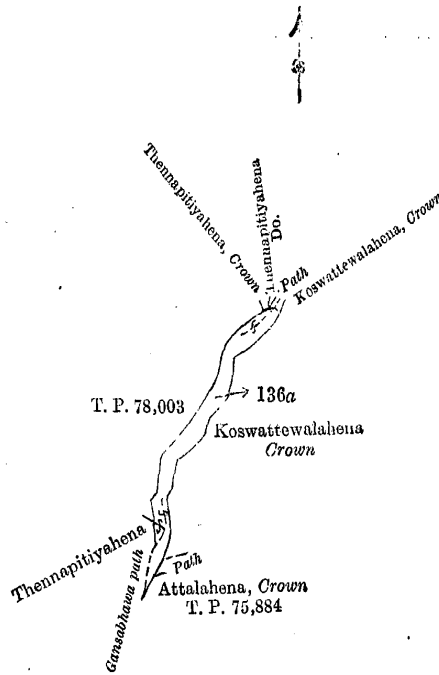 Thennapitiyahena, Crown
Thennapitiyahena
Do.
Path
Koswattewalahena, Crown
T. P. 78,003
136a
Koswattewalahena
Crown
Thennapitiyahena
Gansabhawa path
Path
Attalahena, Crown
T. P. 75,884